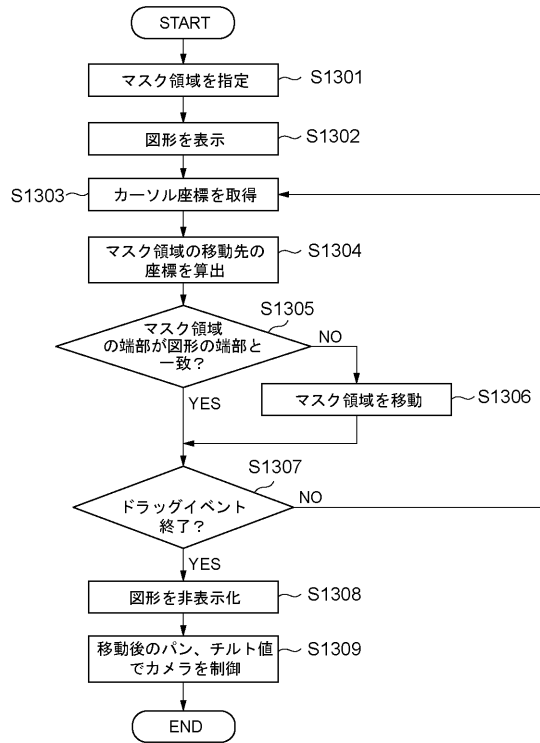 START
マスク領域を指定
S1301
図形を表示
S1302
S1303
カーソル座標を取得
マスク領域の移動先の
座標を算出
S1304
S1305
マスク領域
の端部が図形の端部と
一致?
NO
YES
マスク領域を移動
S1306
S1307
ドラッグイベント
終了?
NO
YES
図形を非表示化
S1308
移動後のパン、チルト値
でカメラを制御
S1309
END